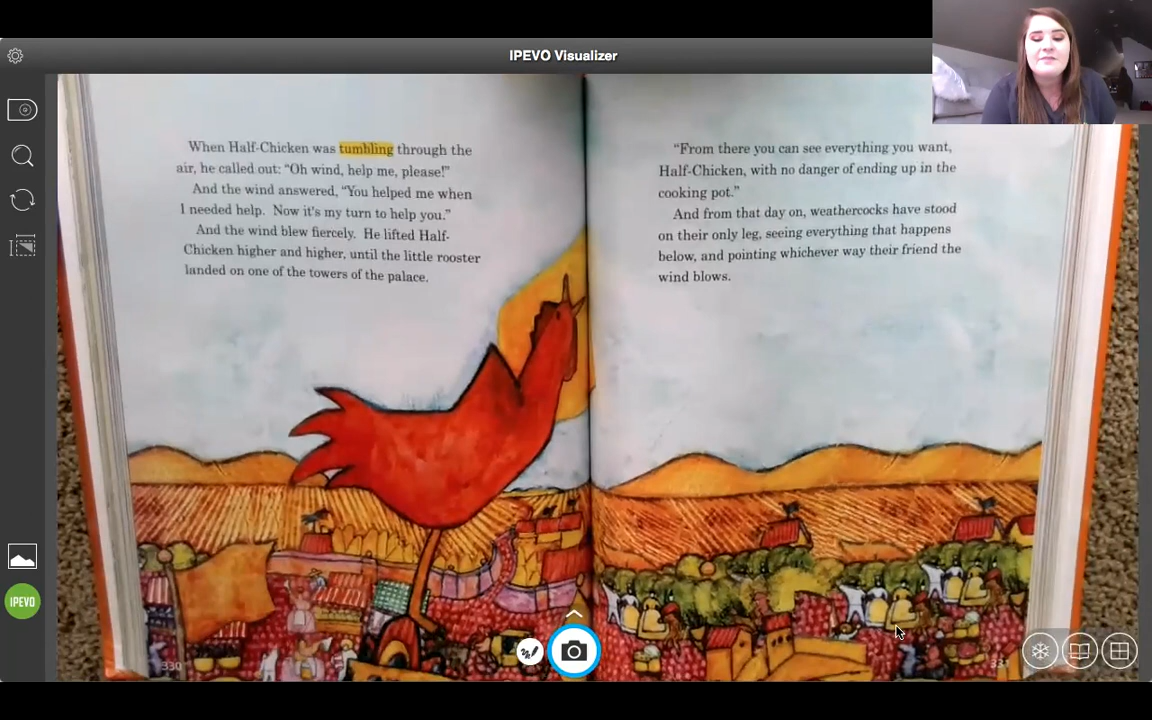 IPEVO Visualizer
When Half-Chicken was tumbling through the
air, he called out: “Oh wind, help me, please!”
And the wind answered, “You helped me when
I needed help. Now it's my turn to help you.”
And the wind blew fiercely. He lifted Half-
Chicken higher and higher, until the little rooster
landed on one of the towers of the palace.
“From there you can see everything you want,
Half-Chicken, with no danger of ending up in the
cooking pot.”
And from that day on, weathercocks have stood
on their only leg, seeing everything that happens
below, and pointing whichever way their friend the
wind blows.
IPEVO
330
331